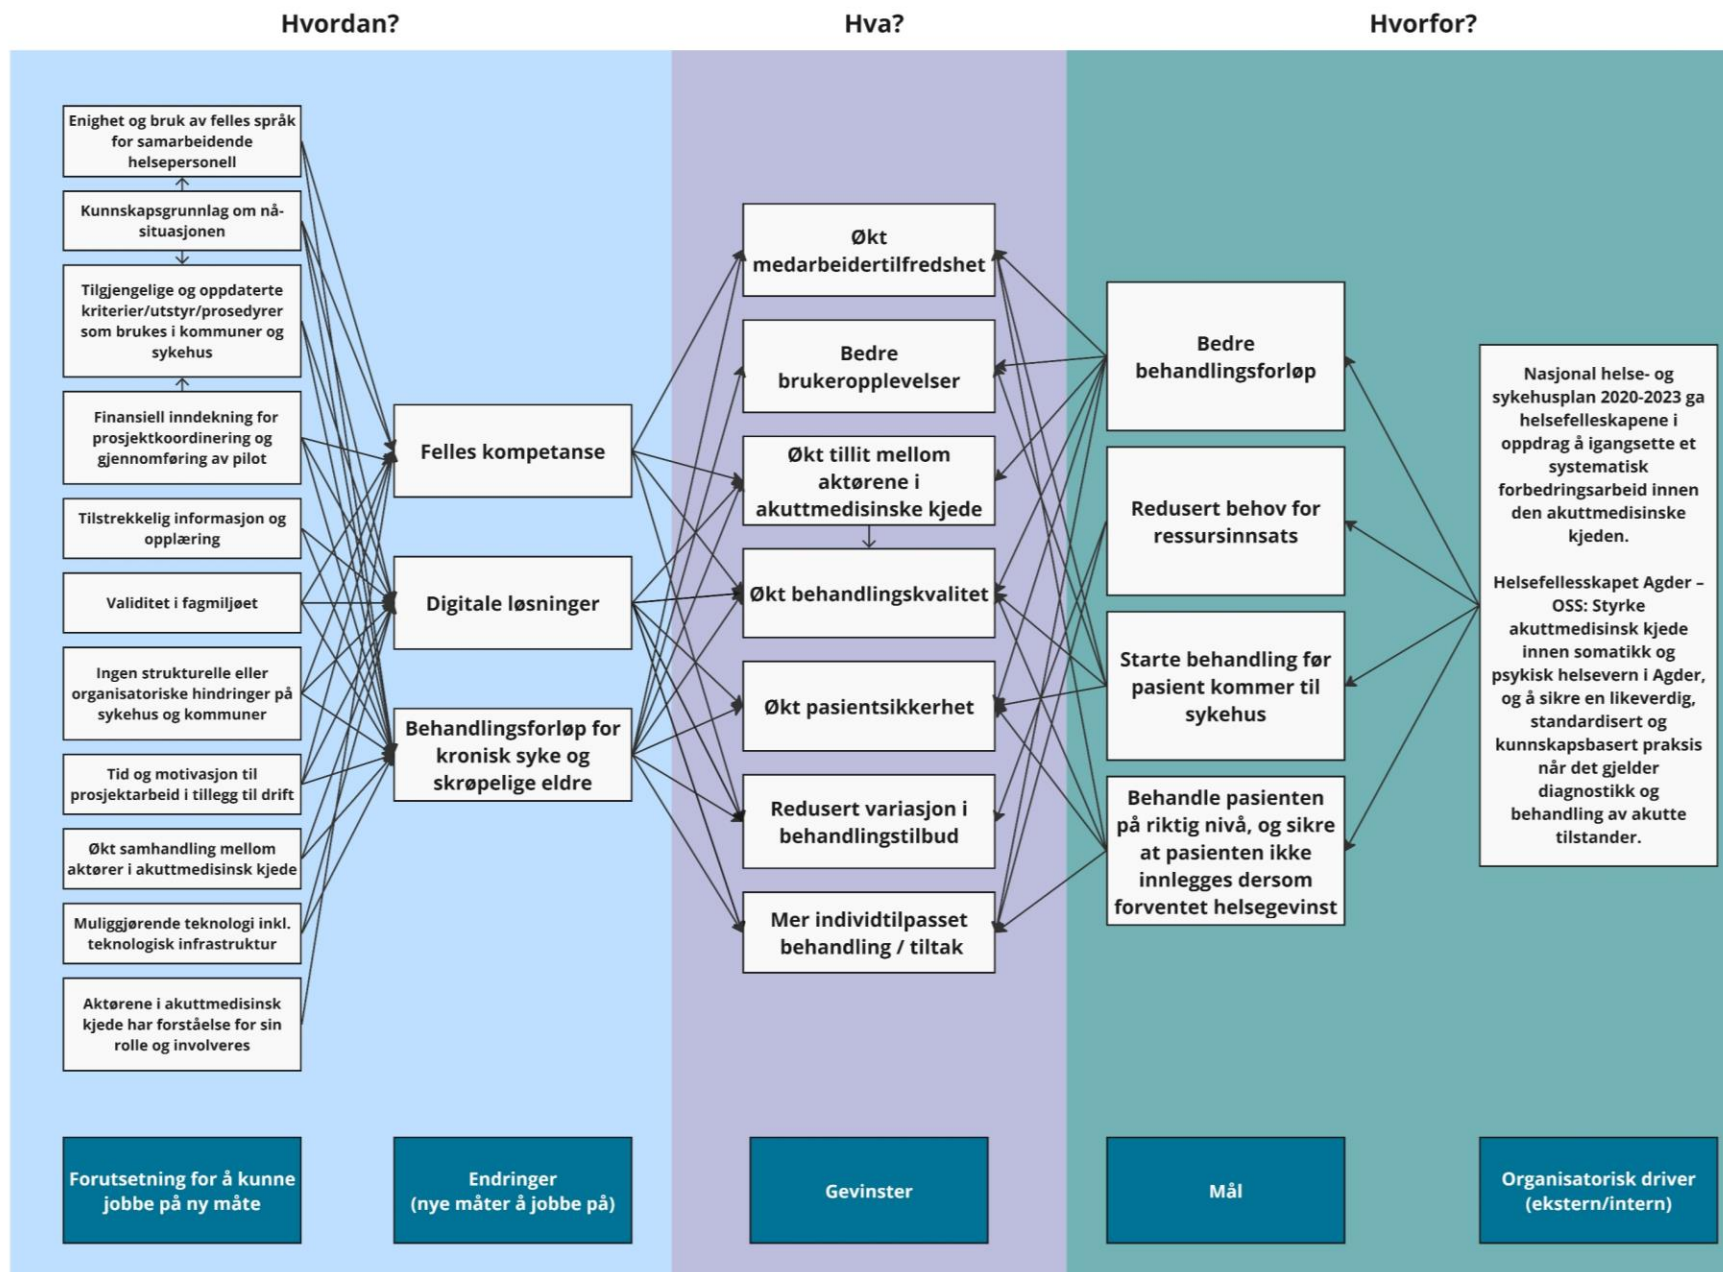 Hvordan?
Hva?
Hvorfor?
Enighet og bruk av felles språk
for samarbeidende
helsepersonell
Kunnskapsgrunnlag om nå-
situasjonen
Tilgjengelige og oppdaterte
kriterier/utstyr/prosedyrer
som brukes i kommuner og
sykehus
Finansiell inndekning for
prosjektkoordinering og
gjennomføring av pilot
Tilstrekkelig informasjon og
opplæring
Validitet i fagmiljøet
Ingen strukturelle eller
organisatoriske hindringer på
sykehus og kommuner
Tid og motivasjon til
prosjektarbeid i tillegg til drift
Økt samhandling mellom
aktører i akuttmedisinsk kjede
Muliggjørende teknologi inkl.
teknologisk infrastruktur
Aktørene i akuttmedisinsk
kjede har forståelse for sin
rolle og involveres
Felles kompetanse
Digitale løsninger
Behandlingsforløp for
kronisk syke og
skrøpelige eldre
Økt
medarbeidertilfredshet
Bedre
brukeropplevelser
Økt tillit mellom
aktørene i
akuttmedisinske kjede
Økt behandlingskvalitet
Økt pasientsikkerhet
Redusert variasjon i
behandlingstilbud
Mer individtilpasset
behandling / tiltak
Bedre
behandlingsforløp
Redusert behov for
ressursinnsats
Starte behandling før
pasient kommer til
sykehus
Behandle pasienten
på riktig nivå, og sikre
at pasienten ikke
innlegges dersom
forventet helsegevinst
Nasjonal helse- og
sykehusplan 2020-2023 ga
helsefelleskapene i
oppdrag å igangsette et
systematisk
forbedringsarbeid innen
den akuttmedisinske
kjeden.
Helsefellesskapet Agder –
OSS: Styrke
akuttmedisinsk kjede
innen somatikk og
psykisk helsevern i Agder,
og å sikre en likeverdig,
standardisert og
kunnskapsbasert praksis
når det gjelder
diagnostikk og
behandling av akutte
tilstander.
Forutsetning for å kunne
jobbe på ny måte
Endringer
(nye måter å jobbe på)
Gevinster
Mål
Organisatorisk driver
(ekstern/intern)